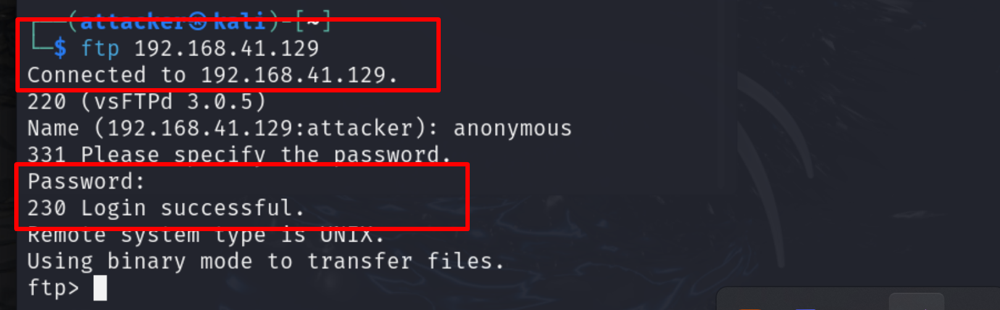 ┌──(attacker㉿kali)-[~]
└─$ ftp 192.168.41.129
Connected to 192.168.41.129.
220 (vsFTPd 3.0.5)
Name (192.168.41.129:attacker): anonymous
331 Please specify the password.
Password:
230 Login successful.
Remote system type is UNIX.
Using binary mode to transfer files.
ftp>